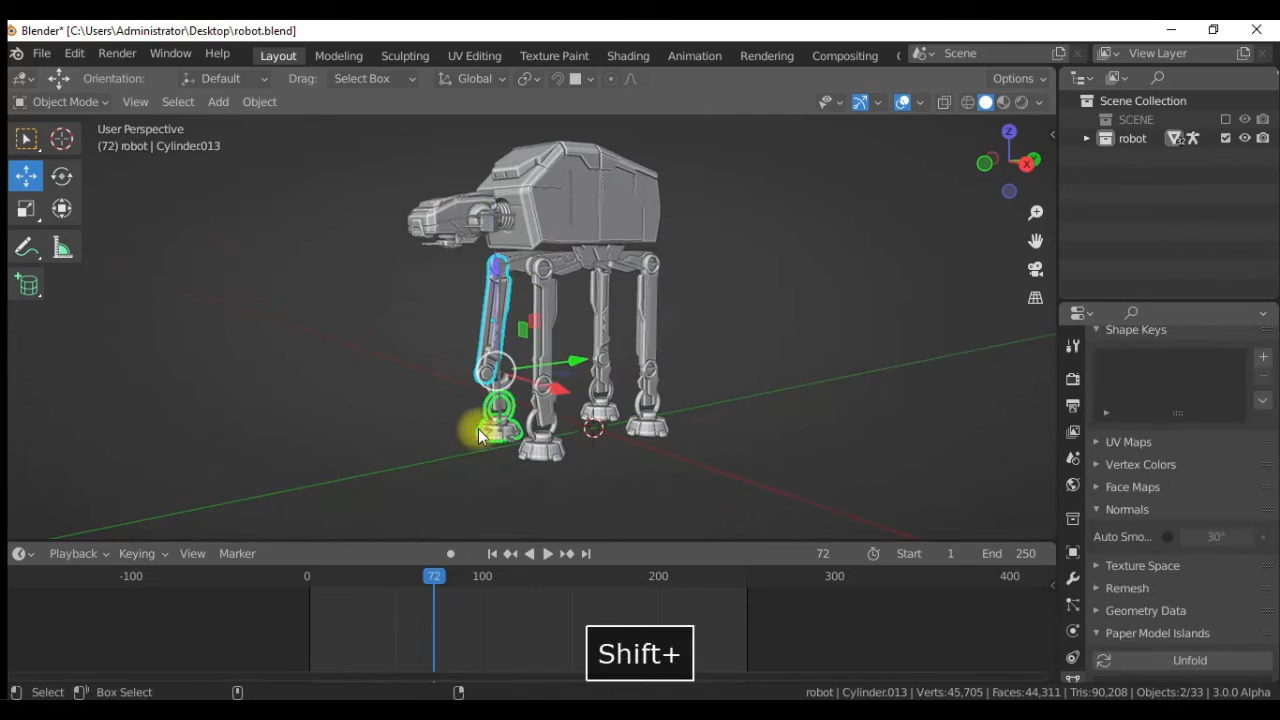 Blender* [C:\Users\Administrator\Desktop\robot.blend]
File Edit Render Window Help Layout Modeling Sculpting UV Editing Texture Paint Shading Animation Rendering Compositing Scene View Layer
Orientation: Default Drag: Select Box Global Options
Object Mode View Select Add Object
Scene Collection
SCENE
robot
User Perspective
(72) robot | Cylinder.013
Z
Y
X
Shape Keys
UV Maps
Vertex Colors
Face Maps
Normals
Auto Smo... 30°
Texture Space
Remesh
Geometry Data
Paper Model Islands
Unfold
Playback Keying View Marker 72 Start 1 End 250
-100 0 72 100 200 300 400
Shift+
Select Box Select robot | Cylinder.013 | Verts:45,705 | Faces:44,311 | Tris:90,208 | Objects:2/33 | 3.0.0 Alpha